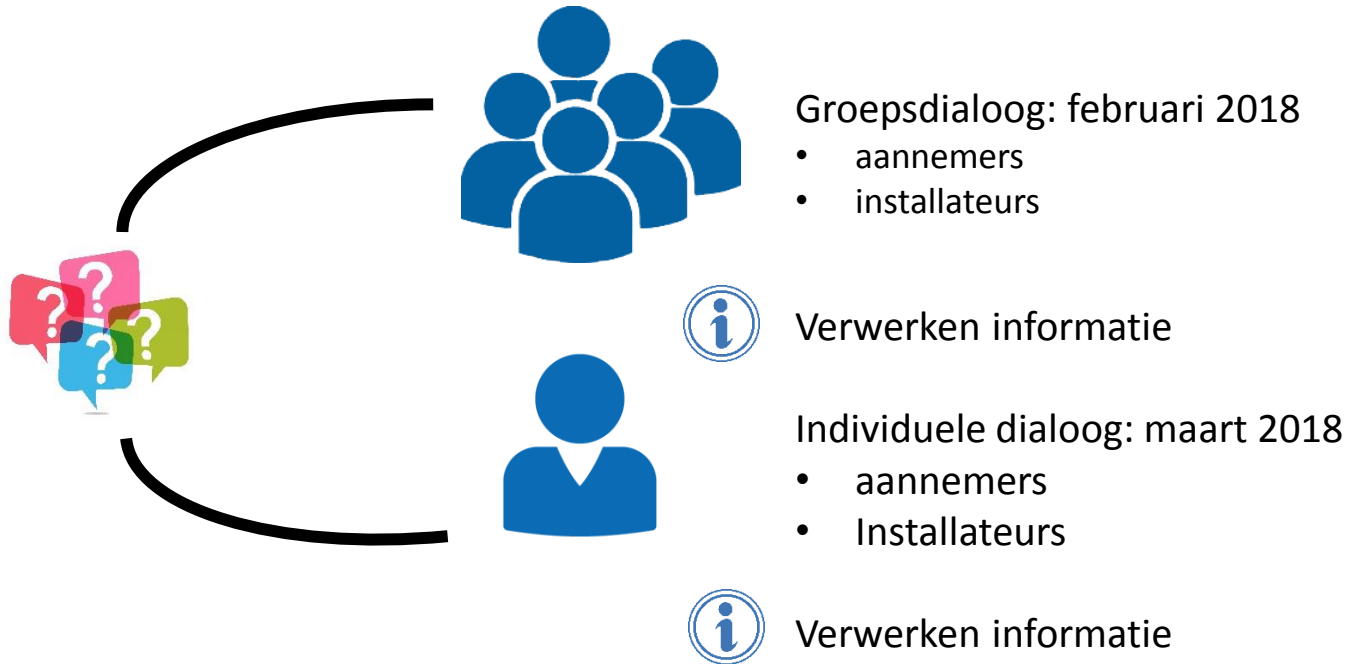 Groepsdialoog: februari 2018
• aannemers
• installateurs
? ? ? ?
i Verwerken informatie
Individuele dialoog: maart 2018
• aannemers
• Installateurs
i Verwerken informatie